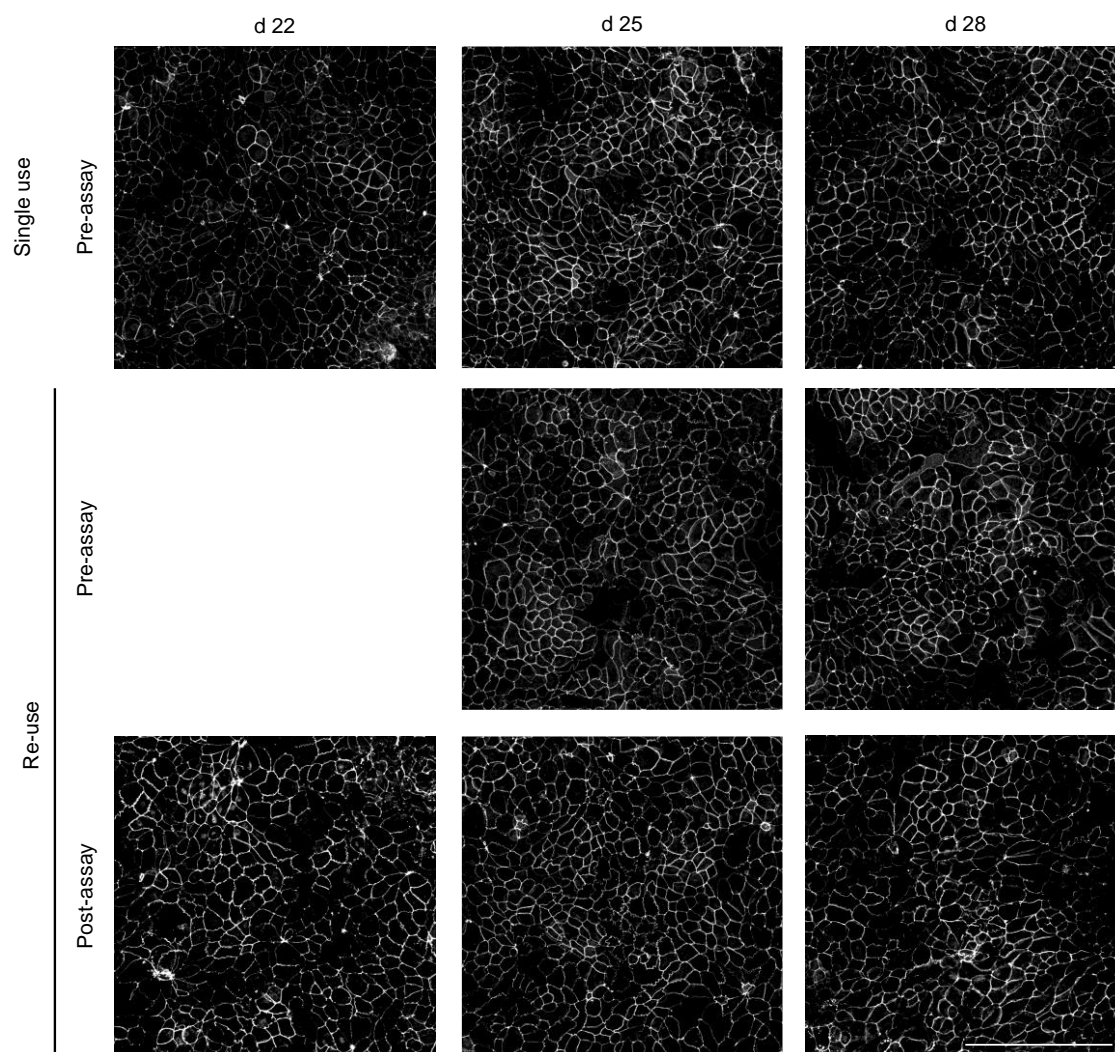 d 22
d 25
d 28
Single use
Pre-assay
Re-use
Pre-assay
Post-assay